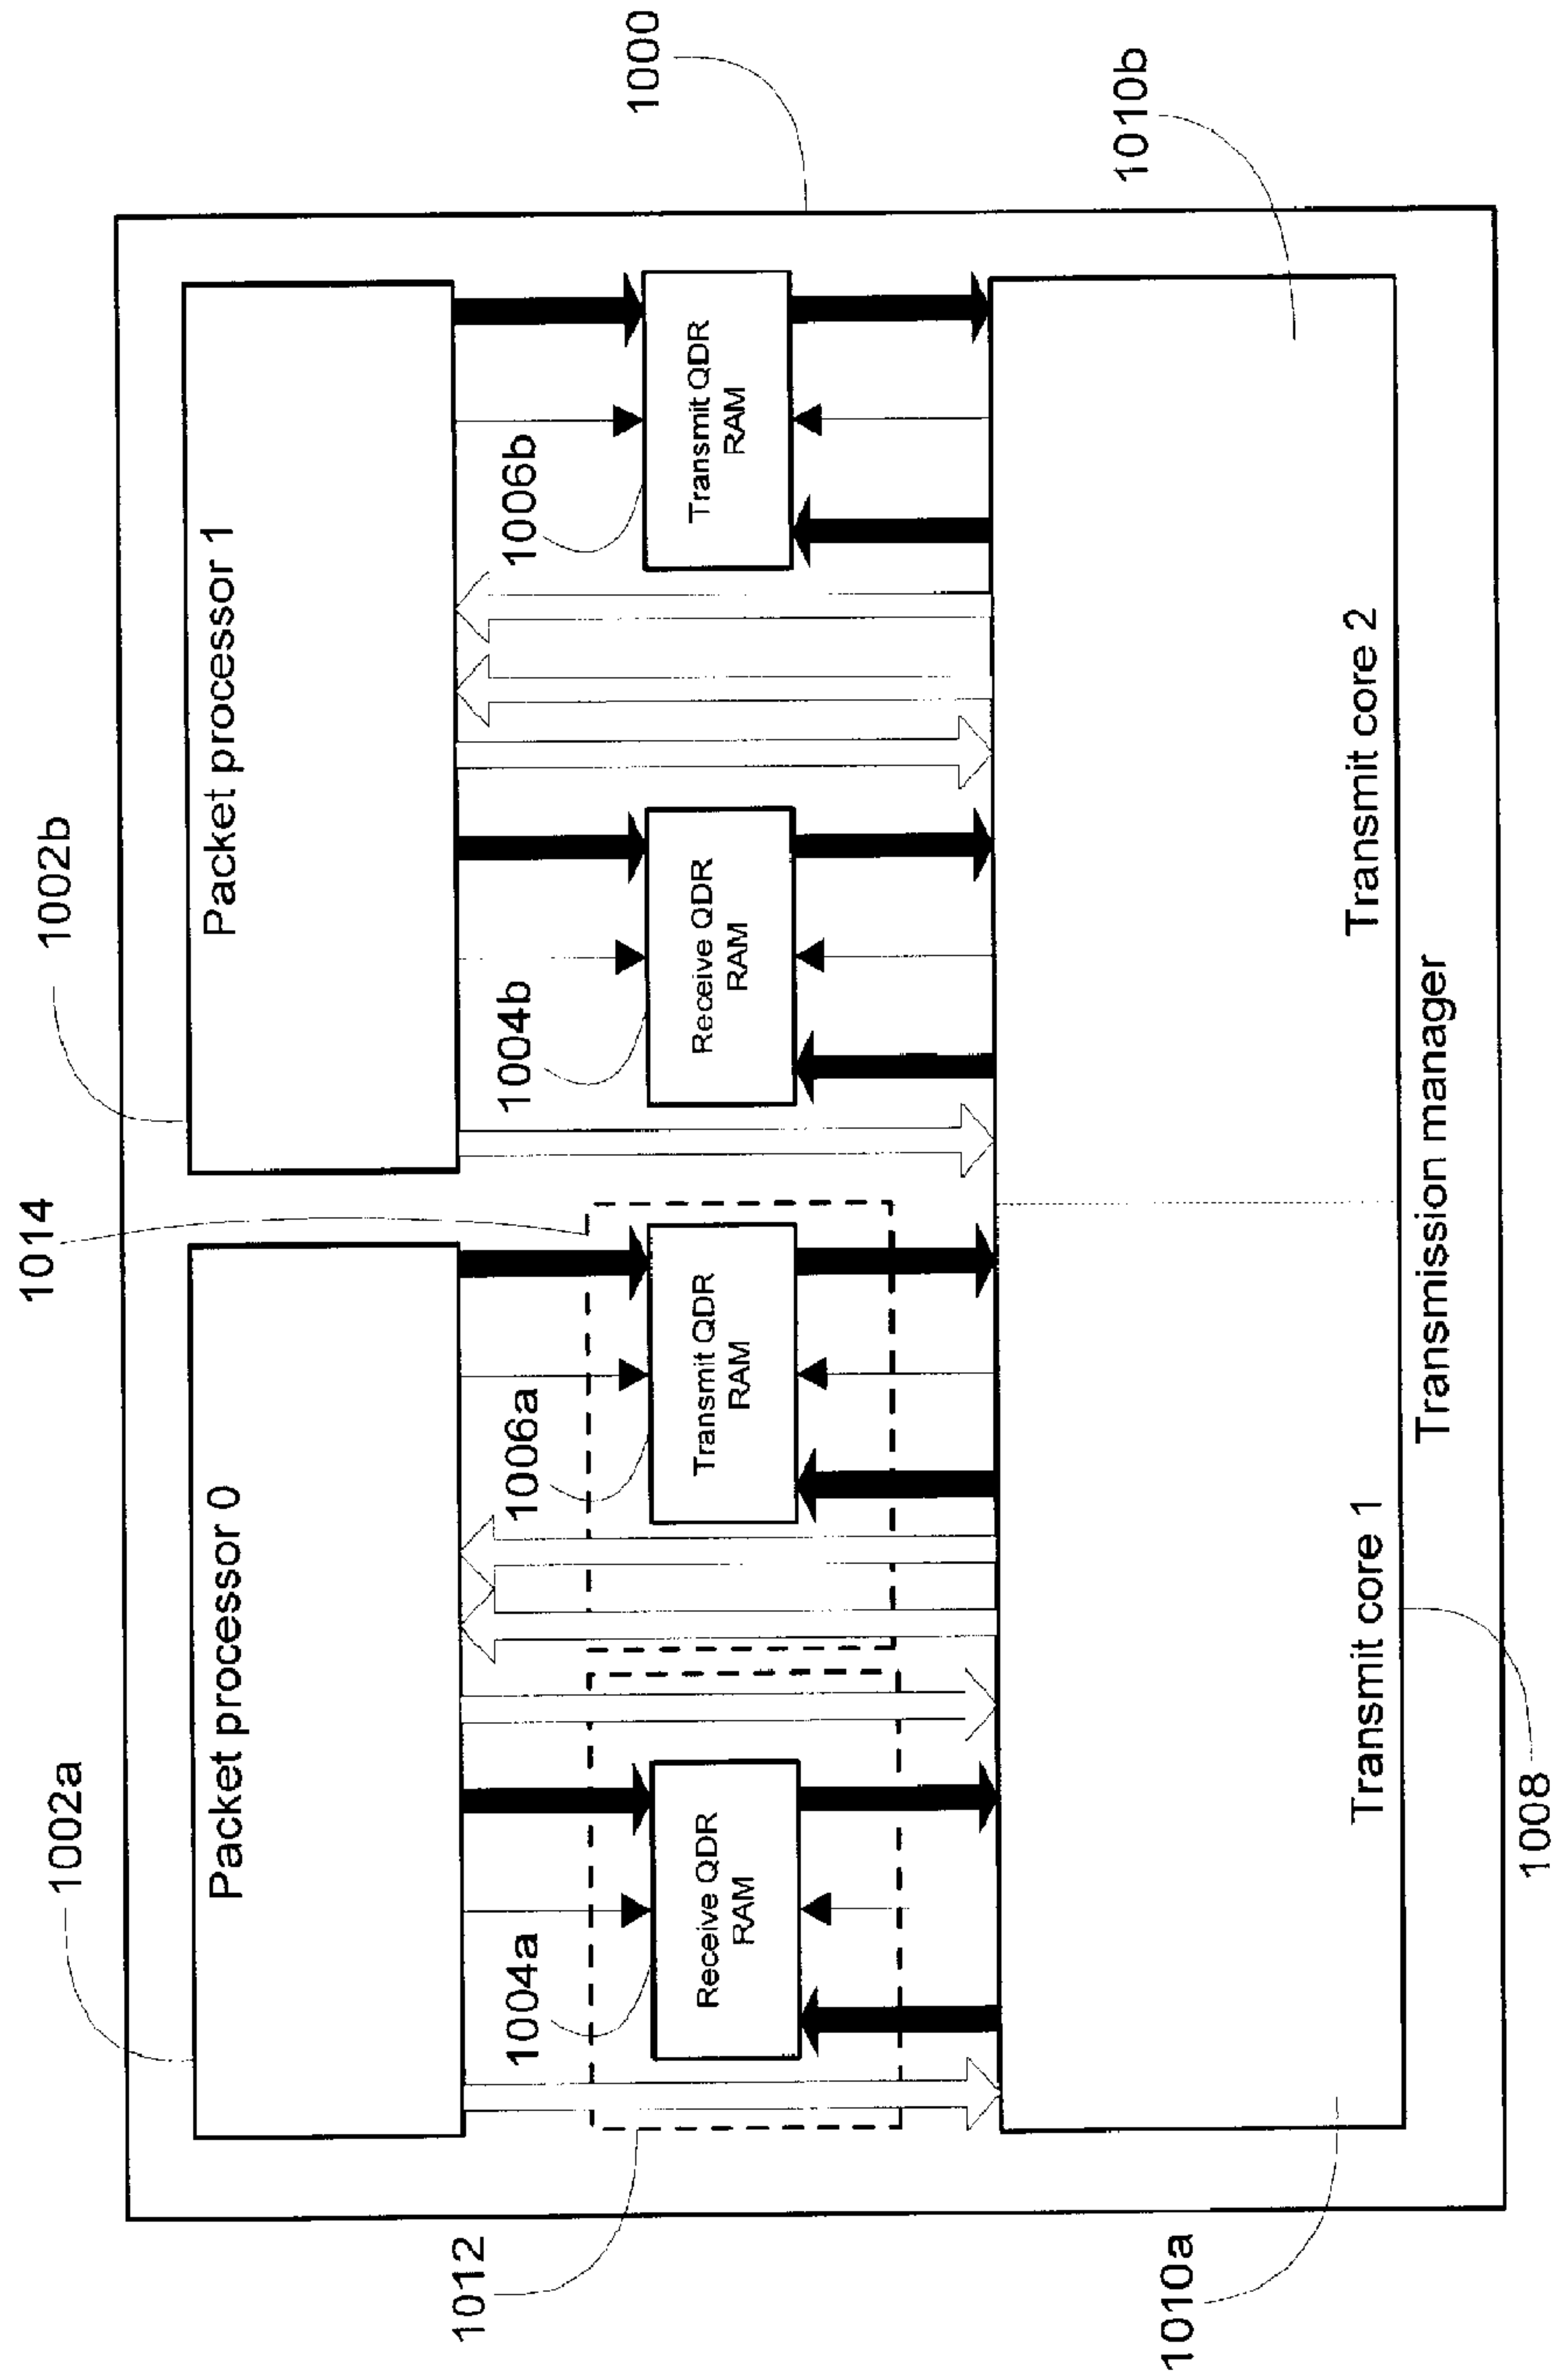 1002a
1014
1002b
Packet processor 0
Packet processor 1
1012
1004a
1006a
1004b
1006b
1000
Receive QDR
RAM
Transmit QDR
RAM
Receive QDR
RAM
Transmit QDR
RAM
1010a
1010b
Transmit core 1
Transmit core 2
Transmission manager
1008